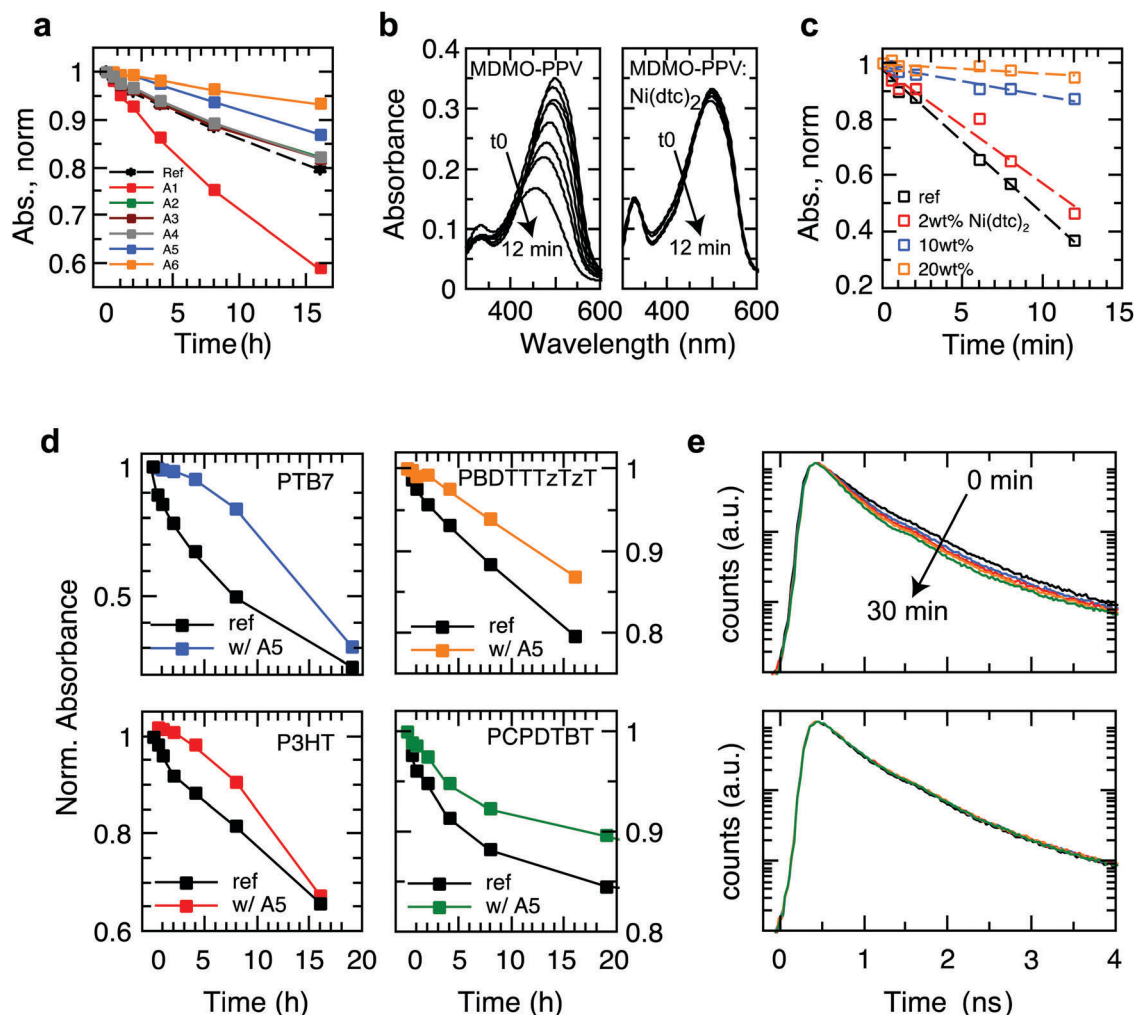 a
1
0.9
0.8
0.7
0.6
Abs., norm
Ref
A1
A2
A3
A4
A5
A6
0 5 10 15
Time (h)
b
0.4
0.3
0.2
0.1
0
Absorbance
MDMO-PPV
t0
12 min
MDMO-PPV:
Ni(dtc)2
t0
12 min
400 600 400 600
Wavelength (nm)
c
1
0.8
0.6
0.4
0.2
Abs., norm
ref
2wt% Ni(dtc)2
10wt%
20wt%
0 5 10 15
Time (min)
d
Norm. Absorbance
1
0.5
PTB7
ref
w/ A5
PBDTTTzTzT
ref
w/ A5
1
0.9
0.8
1
0.8
0.6
P3HT
ref
w/ A5
0 5 10 15 20
Time (h)
PCPDTBT
ref
w/ A5
1
0.9
0.8
0 5 10 15 20
Time (h)
e
counts (a.u.)
0 min
30 min
counts (a.u.)
0 1 2 3 4
Time (ns)